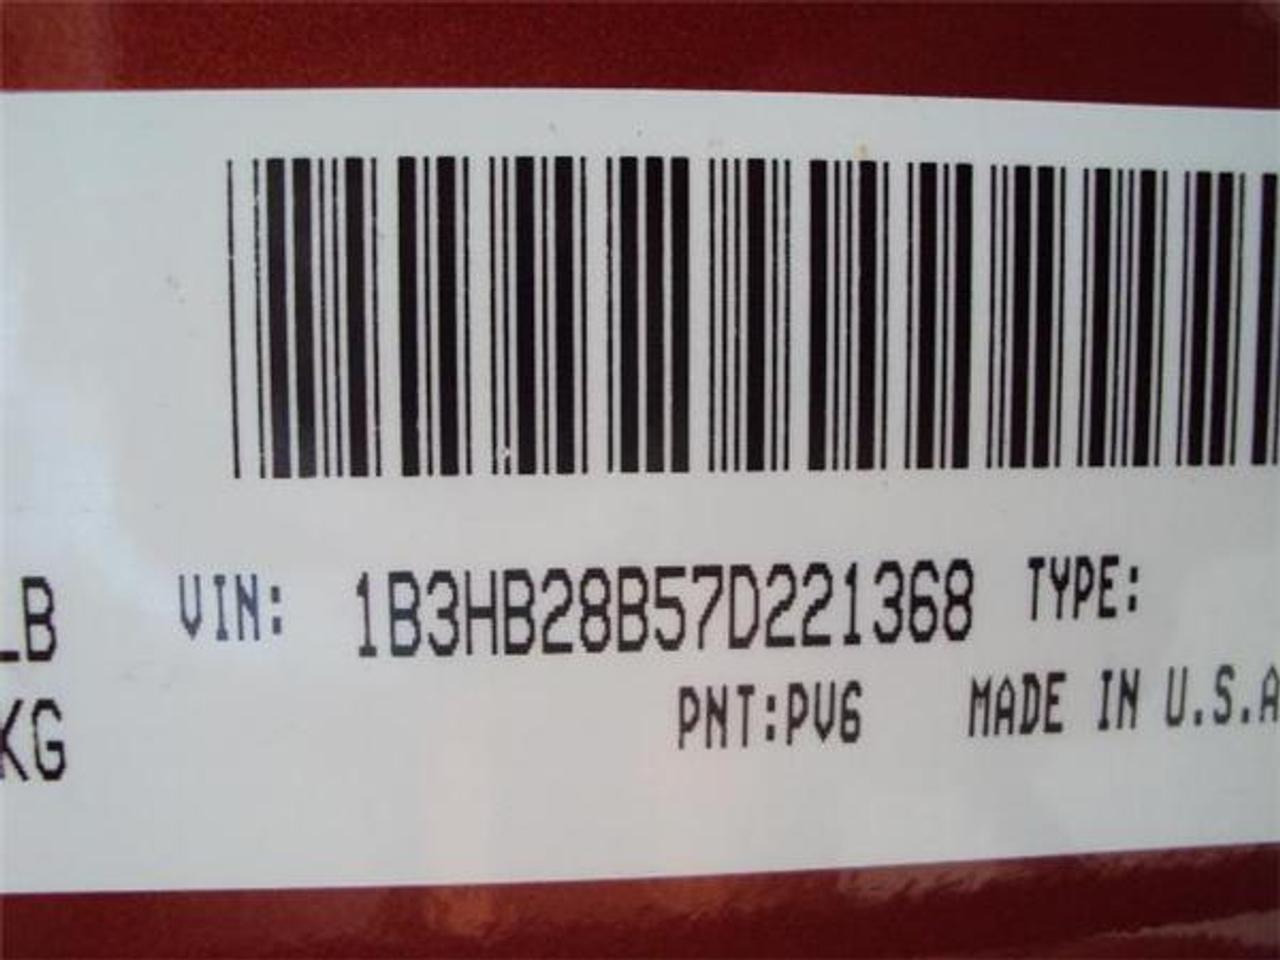 LB VIN: 1B3HB28B57D221368 TYPE:
KG PNT:PV6 MADE IN U.S.A